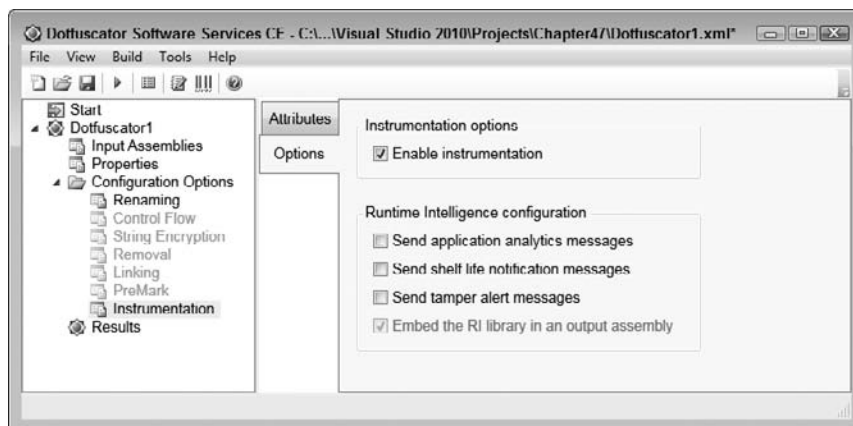 Dotfuscator Software Services CE - C:\...\Visual Studio 2010\Projects\Chapter47\Dotfuscator1.xml*
File View Build Tools Help
Start
Dotfuscator1
Input Assemblies
Properties
Configuration Options
Renaming
Control Flow
String Encryption
Removal
Linking
PreMark
Instrumentation
Results
Attributes
Options
Instrumentation options
Enable instrumentation
Runtime Intelligence configuration
Send application analytics messages
Send shelf life notification messages
Send tamper alert messages
Embed the RI library in an output assembly